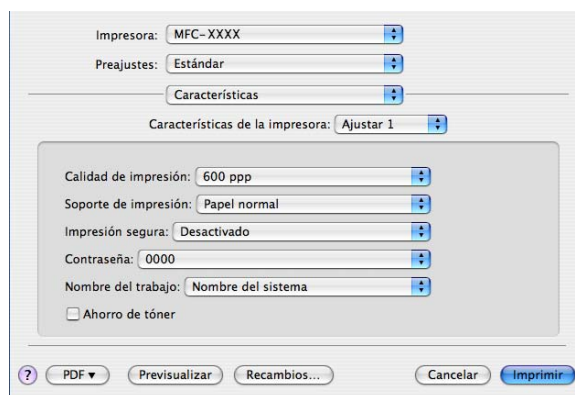 Impresora: MFC-XXXX
Preajustes: Estándar
Características
Características de la impresora: Ajustar 1
Calidad de impresión: 600 ppp
Soporte de impresión: Papel normal
Impresión segura: Desactivado
Contraseña: 0000
Nombre del trabajo: Nombre del sistema
Ahorro de tóner
? PDF ▼ Previsualizar Recambios... Cancelar Imprimir